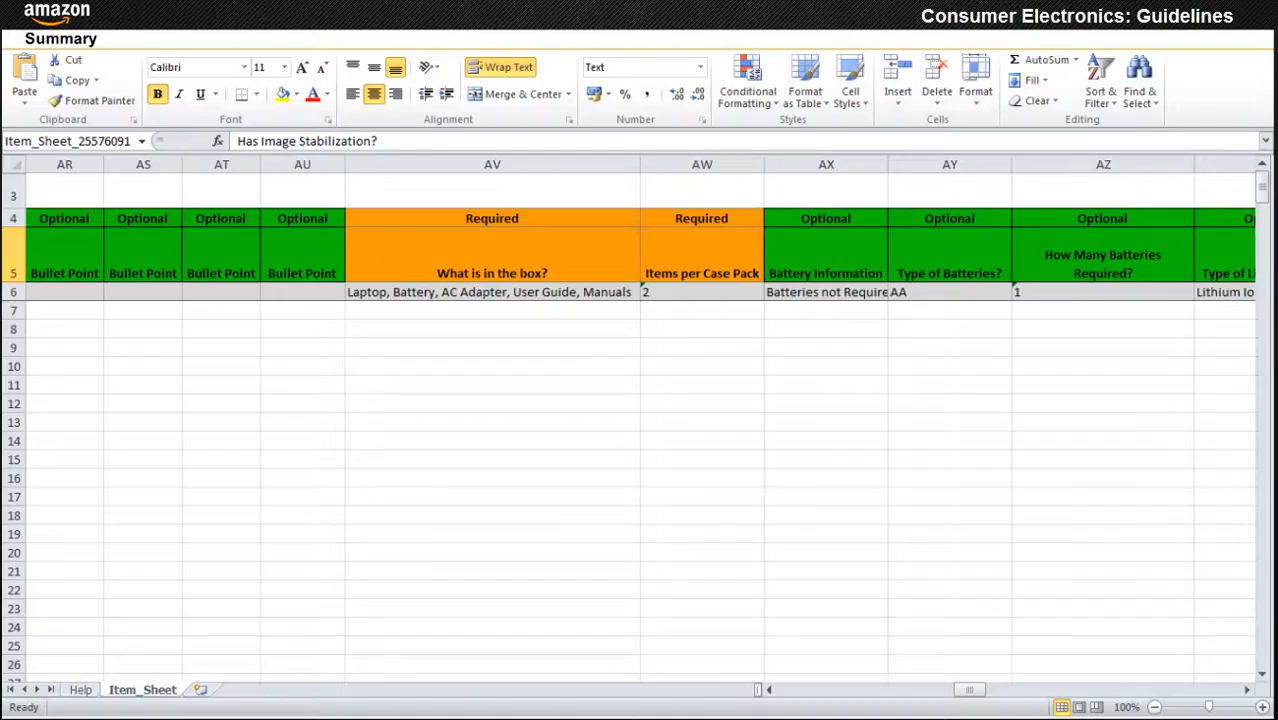 amazon
Consumer Electronics: Guidelines
Summary
Paste
Cut
Copy
Format Painter
Clipboard
Calibri 11 A A
B I U A
Font
Wrap Text
Merge & Center
Alignment
Text
% ,
Number
Conditional Formatting
Format as Table
Cell Styles
Styles
Insert Delete Format
Cells
Σ AutoSum
Fill
Clear
Sort & Filter
Find & Select
Editing
Item_Sheet_25576091 fx Has Image Stabilization?
AR AS AT AU AV AW AX AY AZ
3
4 Optional Optional Optional Optional Required Required Optional Optional Optional O
5 Bullet Point Bullet Point Bullet Point Bullet Point What is in the box? Items per Case Pack Battery Information Type of Batteries? How Many Batteries Required? Type of Li
6 Laptop, Battery, AC Adapter, User Guide, Manuals 2 Batteries not Require AA 1 Lithium Io
7
8
9
10
11
12
13
14
15
16
17
18
19
20
21
22
23
24
25
26
Help Item_Sheet
Ready 100%